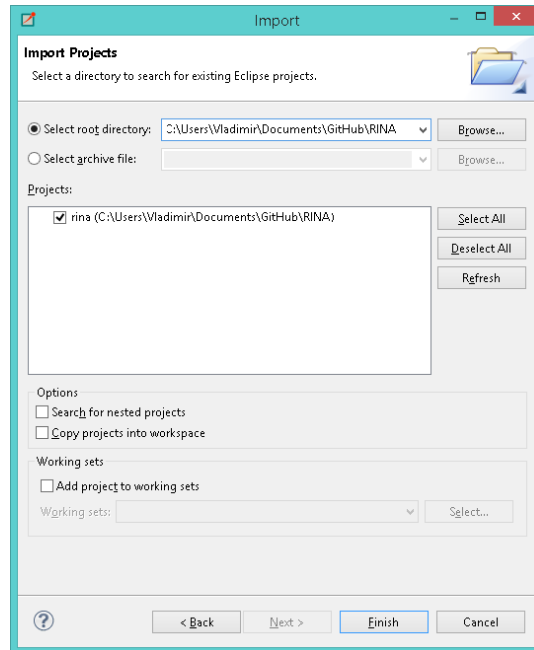 Import
Import Projects
Select a directory to search for existing Eclipse projects.
Select root directory: C:\Users\Vladimir\Documents\GitHub\RINA Browse...
Select archive file: Browse...
Projects:
rina (C:\Users\Vladimir\Documents\GitHub\RINA) Select All
Deselect All
Refresh
Options
Search for nested projects
Copy projects into workspace
Working sets
Add project to working sets
Working sets: Select...
? < Back Next > Finish Cancel